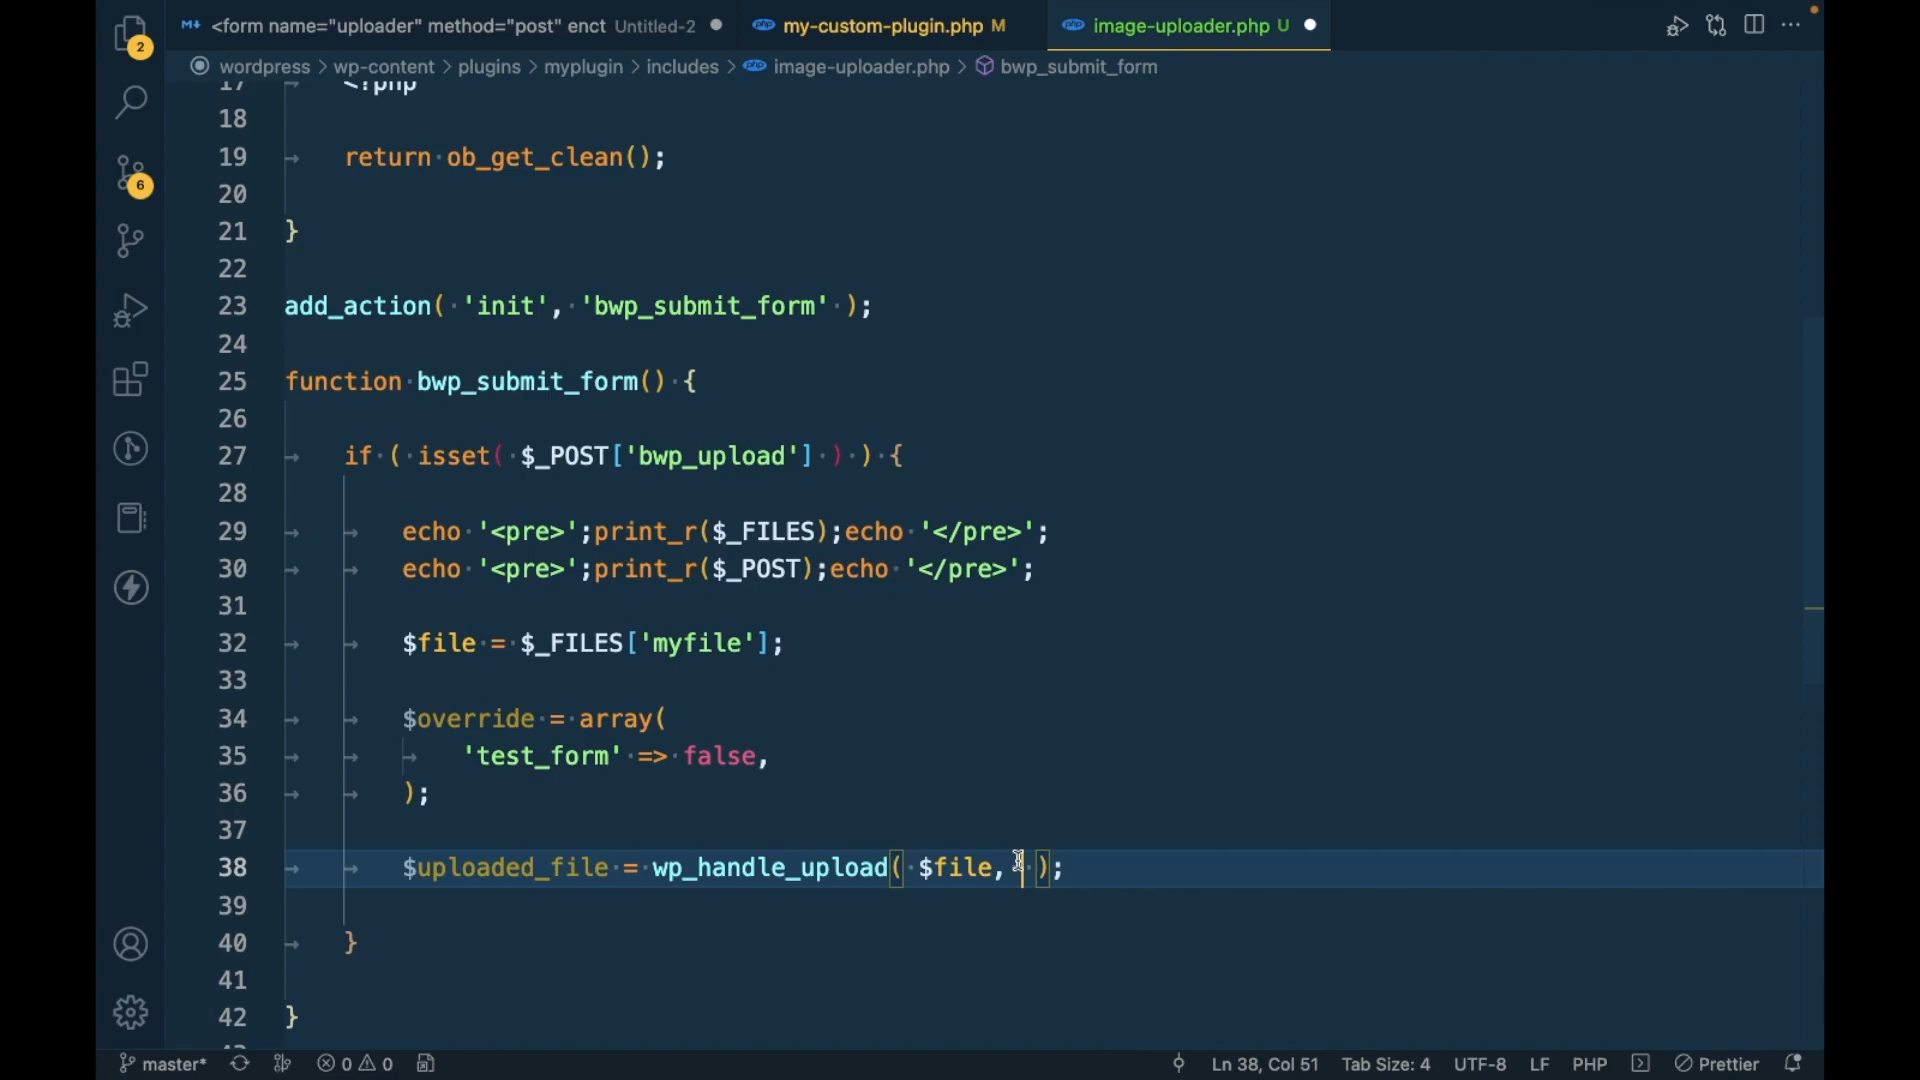 <form name="uploader" method="post" enct Untitled-2
my-custom-plugin.php M
image-uploader.php U
wordpress > wp-content > plugins > myplugin > includes > image-uploader.php > bwp_submit_form
17 <?php
18
19 return ob_get_clean();
20
21 }
22
23 add_action( 'init', 'bwp_submit_form' );
24
25 function bwp_submit_form() {
26
27 if ( isset( $_POST['bwp_upload'] ) ) {
28
29 echo '<pre>';print_r($_FILES);echo '</pre>';
30 echo '<pre>';print_r($_POST);echo '</pre>';
31
32 $file = $_FILES['myfile'];
33
34 $override = array(
35 'test_form' => false,
36 );
37
38 $uploaded_file = wp_handle_upload( $file, );
39
40 }
41
42 }
2
6
master* 0 0 Ln 38, Col 51 Tab Size: 4 UTF-8 LF PHP Prettier